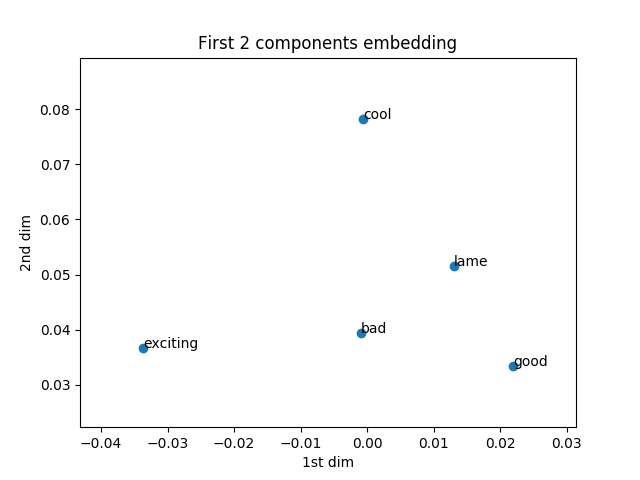 First 2 components embedding
0.08
0.07
0.06
0.05
0.04
0.03
2nd dim
cool
lame
bad
exciting
good
−0.04 −0.03 −0.02 −0.01 0.00 0.01 0.02 0.03
1st dim